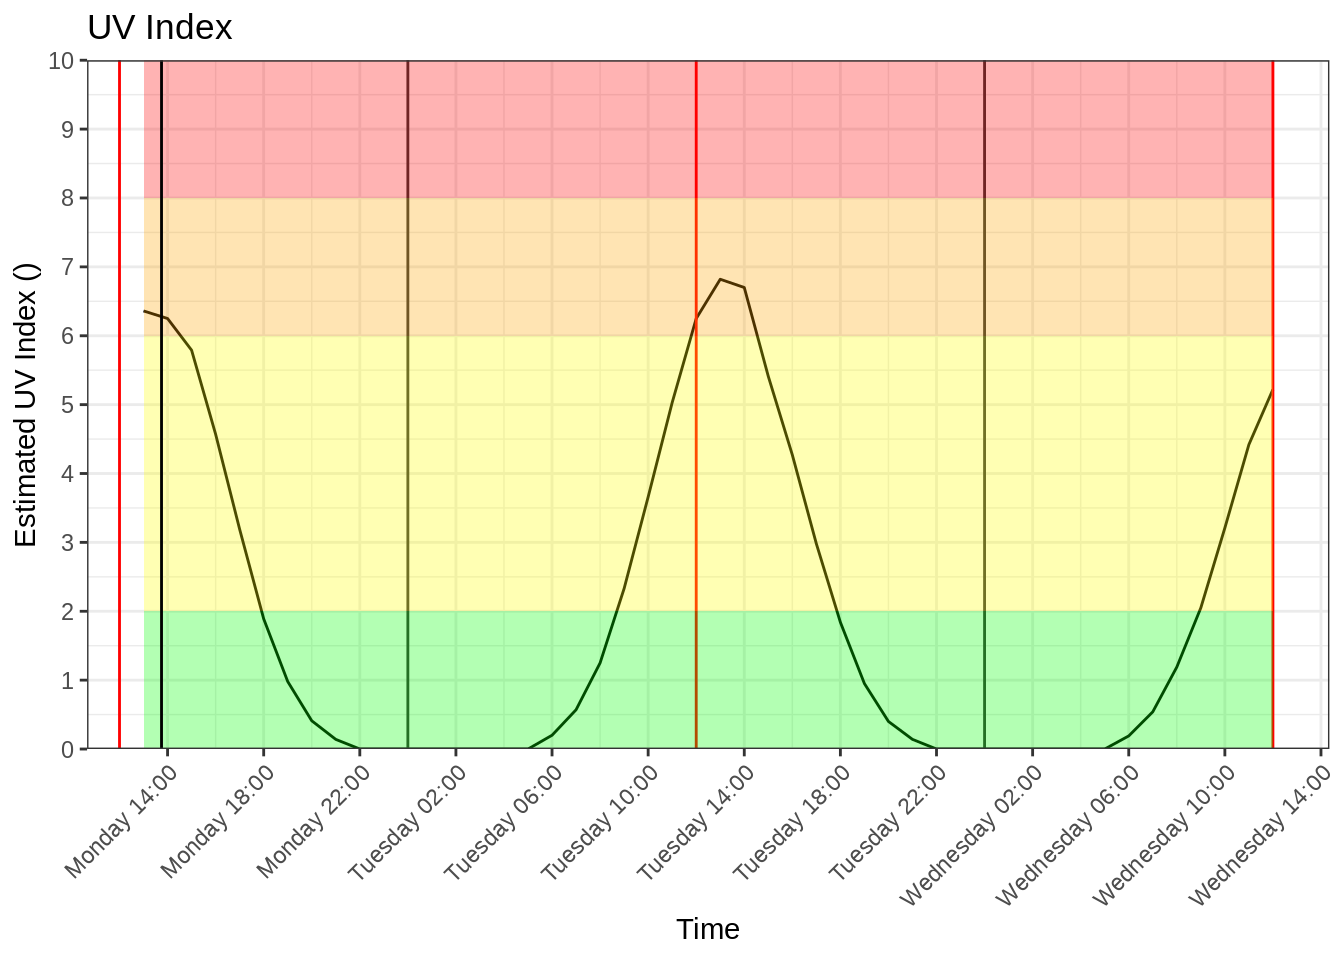 UV Index
Estimated UV Index ()
10
9
8
7
6
5
4
3
2
1
0
Monday 14:00
Monday 18:00
Monday 22:00
Tuesday 02:00
Tuesday 06:00
Tuesday 10:00
Tuesday 14:00
Tuesday 18:00
Tuesday 22:00
Wednesday 02:00
Wednesday 06:00
Wednesday 10:00
Wednesday 14:00
Time